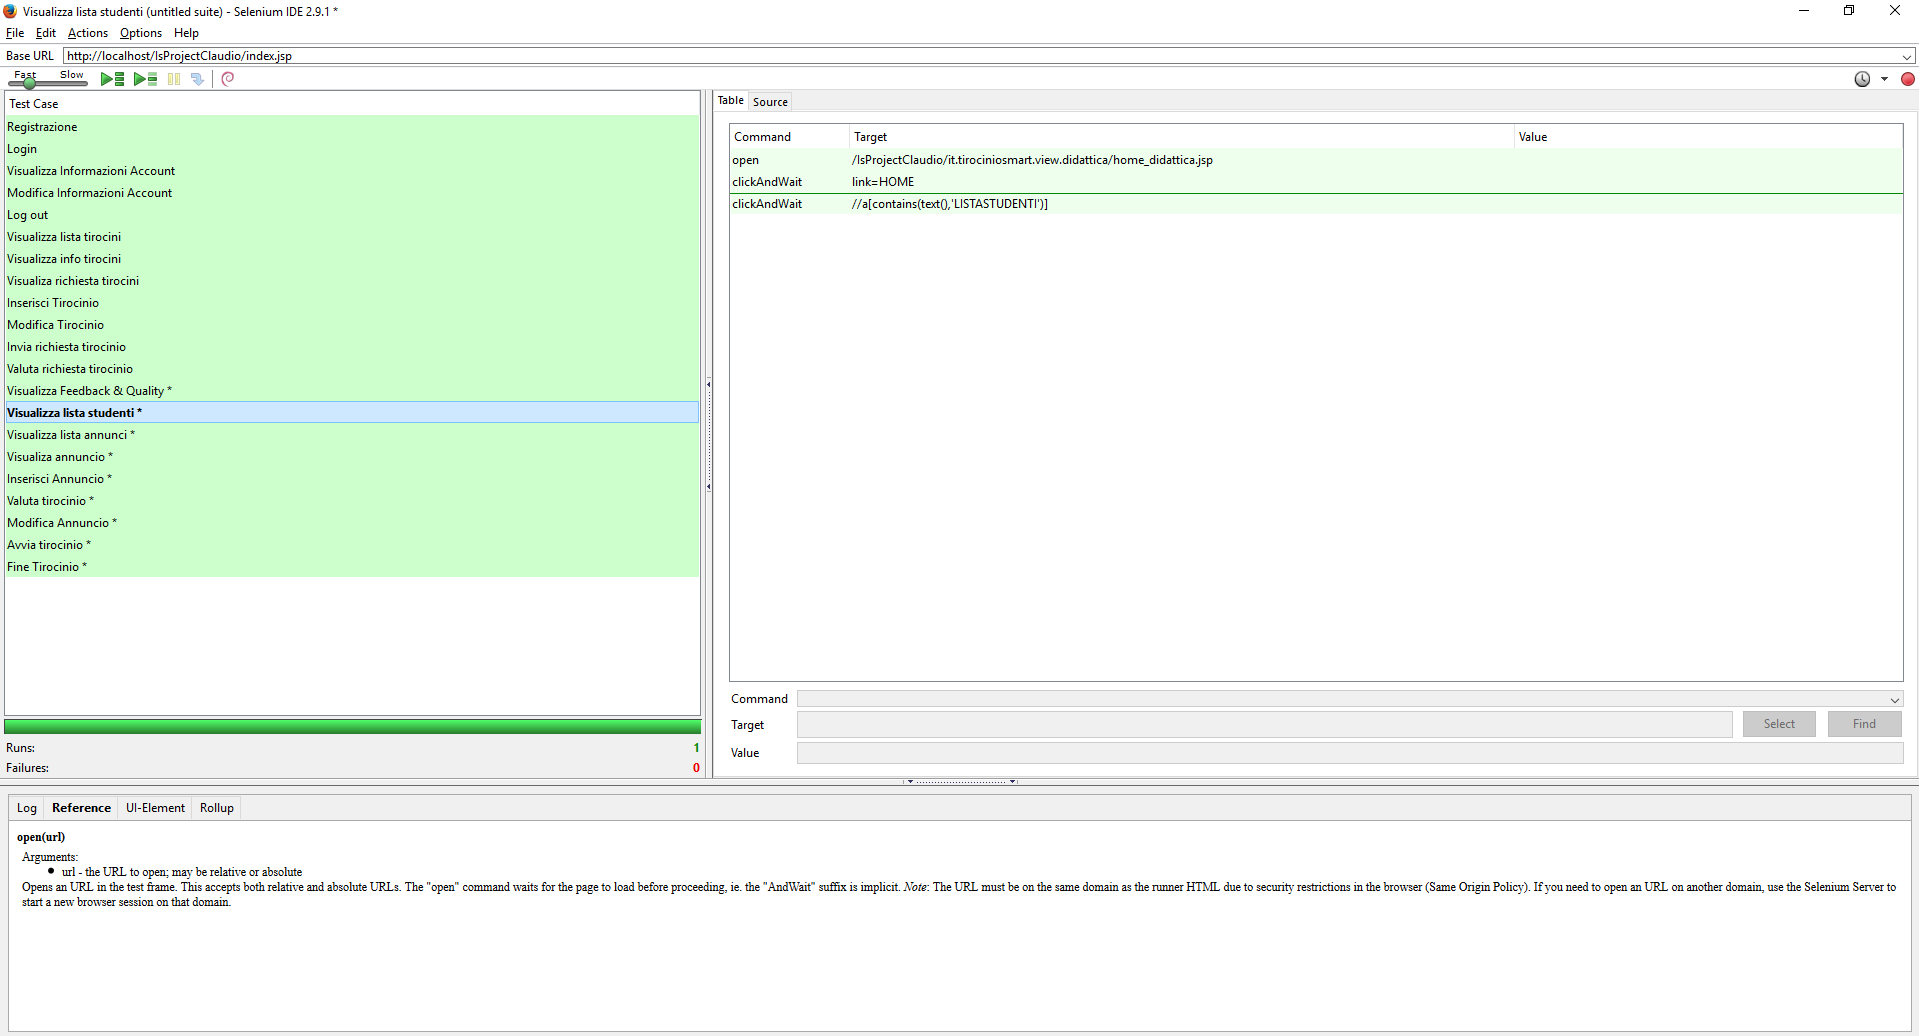 Visualizza lista studenti (untitled suite) - Selenium IDE 2.9.1 *
File Edit Actions Options Help
Base URL http://localhost/IsProjectClaudio/index.jsp
Fast Slow
Test Case
Registrazione
Login
Visualizza Informazioni Account
Modifica Informazioni Account
Log out
Visualizza lista tirocini
Visualizza info tirocini
Visualiza richiesta tirocini
Inserisci Tirocinio
Modifica Tirocinio
Invia richiesta tirocinio
Valuta richiesta tirocinio
Visualizza Feedback & Quality *
Visualizza lista studenti *
Visualizza lista annunci *
Visualiza annuncio *
Inserisci Annuncio *
Valuta tirocinio *
Modifica Annuncio *
Avvia tirocinio *
Fine Tirocinio *
Runs: 1
Failures: 0
Table Source
Command Target Value
open /IsProjectClaudio/it.tirociniosmart.view.didattica/home_didattica.jsp
clickAndWait link=HOME
clickAndWait //a[contains(text(),'LISTASTUDENTI')]
Command
Target Select Find
Value
Log Reference UI-Element Rollup
open(url)
Arguments:
• url - the URL to open; may be relative or absolute
Opens an URL in the test frame. This accepts both relative and absolute URLs. The "open" command waits for the page to load before proceeding, ie. the "AndWait" suffix is implicit. Note: The URL must be on the same domain as the runner HTML due to security restrictions in the browser (Same Origin Policy). If you need to open an URL on another domain, use the Selenium Server to
start a new browser session on that domain.